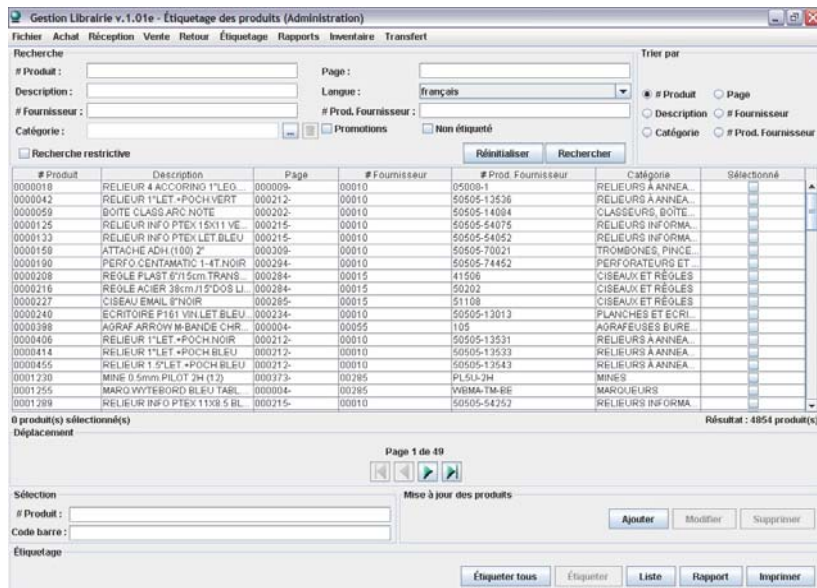 Gestion Librairie v.1.01e - Étiquetage des produits (Administration)
Fichier Achat Réception Vente Retour Étiquetage Rapports Inventaire Transfert
Recherche Trier par
# Produit : Page :
Description : Langue : français # Produit Page
# Fournisseur : # Prod. Fournisseur : Description # Fournisseur
Catégorie : ... Promotions Non étiqueté Catégorie # Prod. Fournisseur
Recherche restrictive Réinitialiser Rechercher
# Produit Description Page # Fournisseur # Prod. Fournisseur Catégorie Sélectionné
0000018 RELIEUR 4 ACCORING 1"LEG... 000009- 00010 05008-1 RELIEURS À ANNEA...
0000042 RELIEUR 1"LET.+POCH.VERT 000212- 00010 50505-13536 RELIEURS À ANNEA...
0000059 BOITE CLASS.ARC.NOTE 000202- 00010 50505-14084 CLASSEURS, BOÎTE...
0000125 RELIEUR INFO PTEX 15X11 VE... 000215- 00010 50505-54075 RELIEURS INFORMA...
0000133 RELIEUR INFO PTEX LET.BLEU 000215- 00010 50505-54052 RELIEURS INFORMA...
0000158 ATTACHE ADH.(100) 2" 000309- 00010 50505-70021 TROMBONES, PINCE...
0000190 PERFO.CENTAMATIC 1-4T.NOIR 000294- 00010 50505-74452 PERFORATEURS ET ...
0000208 REGLE PLAST.6"/15cm.TRANS... 000284- 00015 41506 CISEAUX ET RÈGLES
0000216 REGLE ACIER 38cm./15"DOS LI... 000284- 00015 50202 CISEAUX ET RÈGLES
0000227 CISEAU EMAIL 8"NOIR 000285- 00015 51108 CISEAUX ET RÈGLES
0000240 ECRITOIRE P161 VIN.LET.BLEU... 000234- 00010 50505-13013 PLANCHES ET ECRI...
0000398 AGRAF.ARROW M-BANDE CHR... 000004- 00055 105 AGRAFEUSES BURE...
0000406 RELIEUR 1"LET.+POCH.NOIR 000212- 00010 50505-13531 RELIEURS À ANNEA...
0000414 RELIEUR 1"LET.+POCH.BLEU 000212- 00010 50505-13533 RELIEURS À ANNEA...
0000455 RELIEUR 1.5"LET.+POCH.BLEU 000212- 00010 50505-13543 RELIEURS À ANNEA...
0001230 MINE 0.5mm.PILOT 2H (12) 000373- 00285 PL5U-2H MINES
0001255 MARQ.WYTEBORD BLEU TABL... 000004- 00285 WBMA-TM-BE MARQUEURS
0001289 RELIEUR INFO PTEX 11X8.5 BL... 000215- 00010 50505-54252 RELIEURS INFORMA...
0 produit(s) sélectionné(s) Résultat : 4854 produit(s)
Déplacement
Page 1 de 49
Sélection Mise à jour des produits
# Produit : Ajouter Modifier Supprimer
Code barre :
Étiquetage
Étiqueter tous Étiqueter Liste Rapport Imprimer